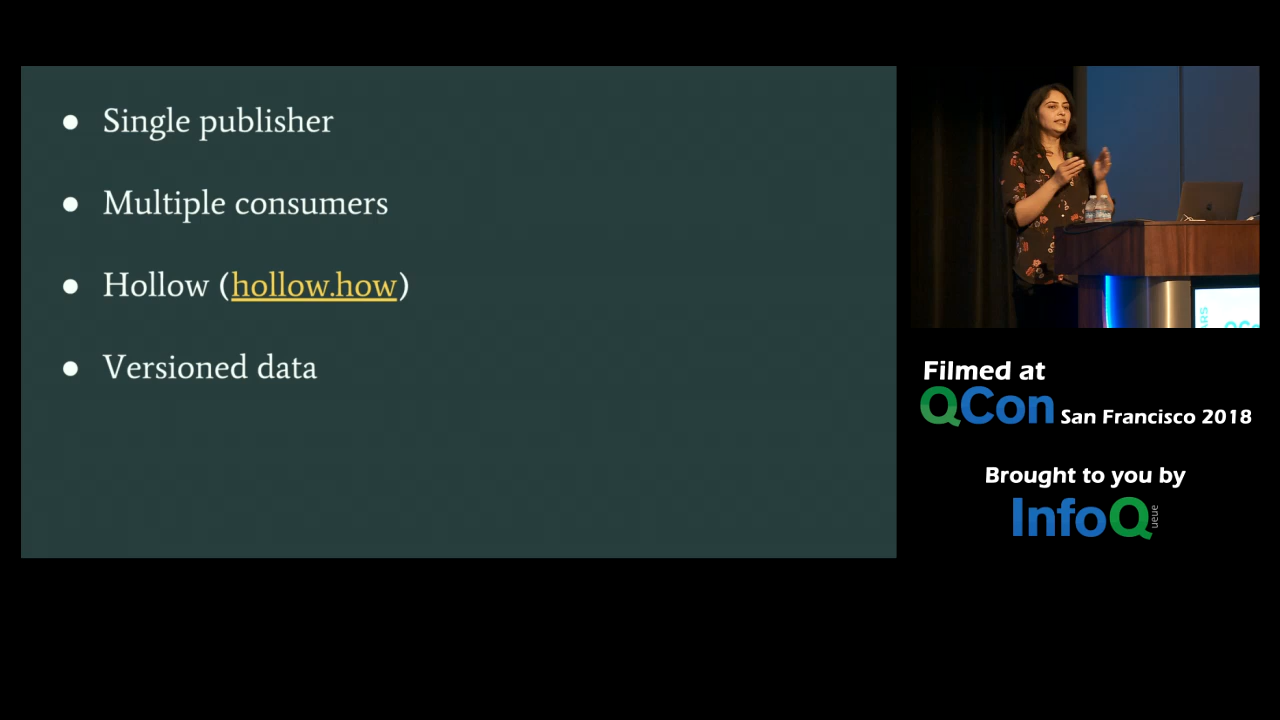 ● Single publisher
● Multiple consumers
● Hollow (hollow.how)
● Versioned data
Filmed at
QCon San Francisco 2018
Brought to you by
InfoQ
ueue